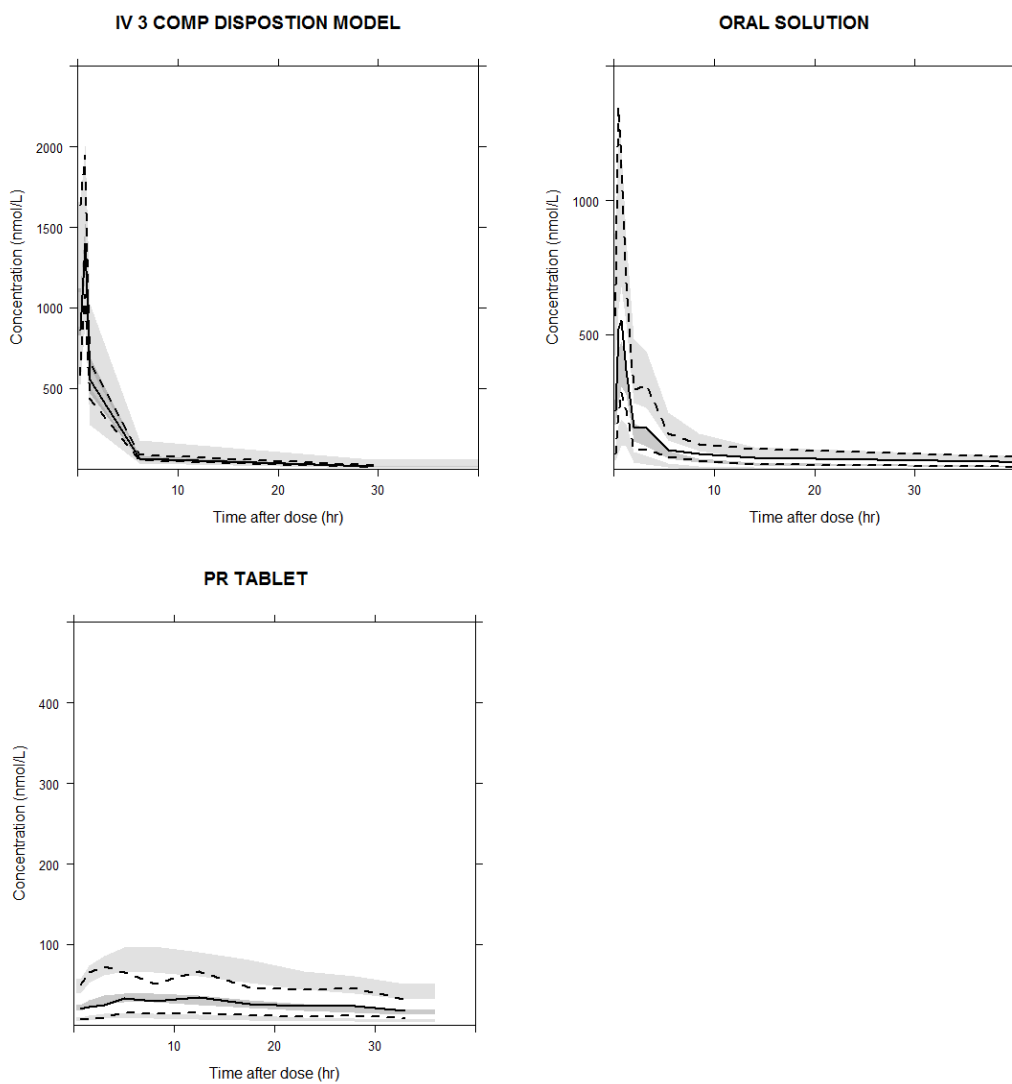 IV 3 COMP DISPOSTION MODEL
Concentration (nmol/L)
2000
1500
1000
500
10
20
30
Time after dose (hr)
ORAL SOLUTION
Concentration (nmol/L)
1000
500
10
20
30
Time after dose (hr)
PR TABLET
Concentration (nmol/L)
400
300
200
100
10
20
30
Time after dose (hr)